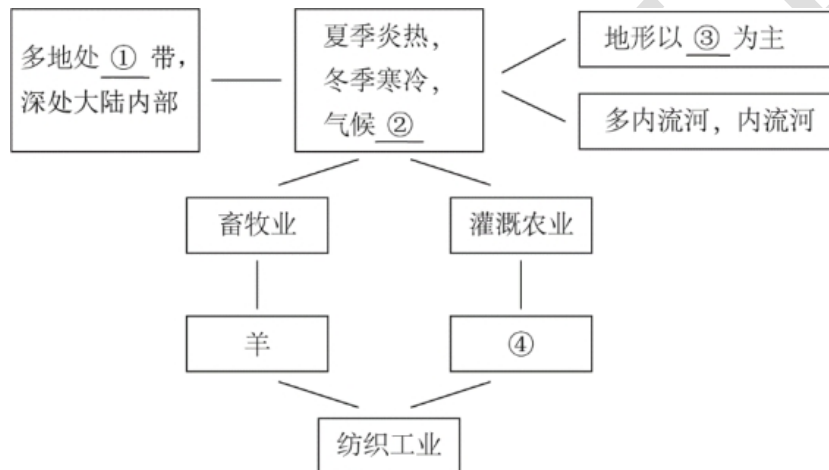 多地处 ① 带，
深处大陆内部
夏季炎热，
冬季寒冷，
气候 ②
地形以 ③ 为主
多内流河，内流河
畜牧业
灌溉农业
羊
④
纺织工业